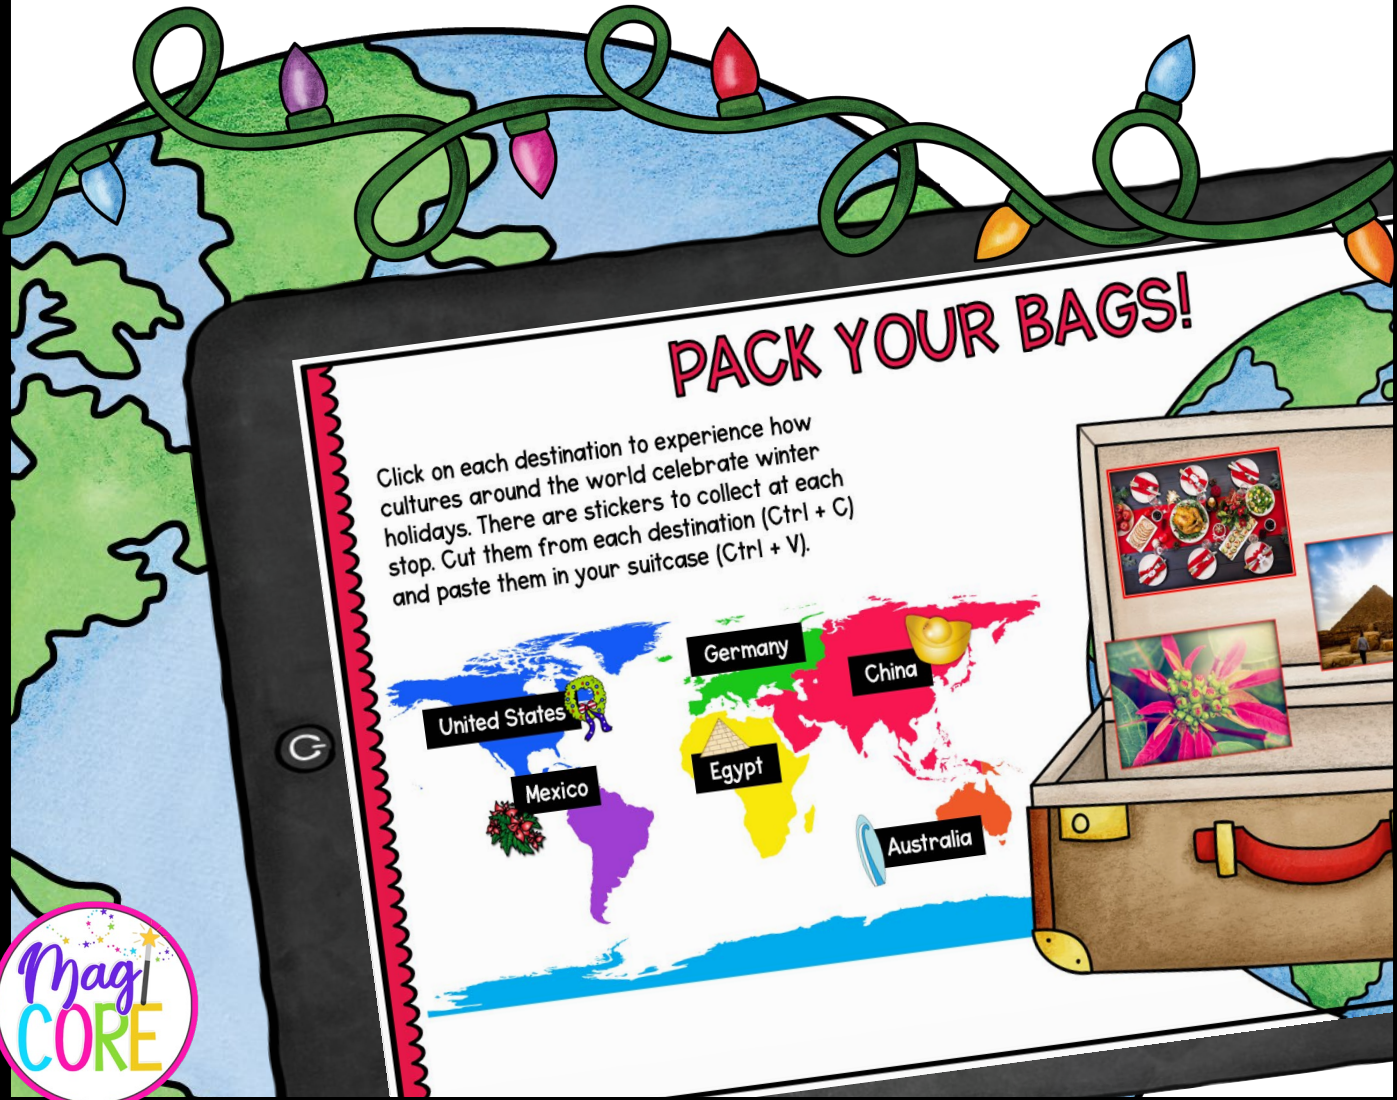 PACK YOUR BAGS!
Click on each destination to experience how
cultures around the world celebrate winter
holidays. There are stickers to collect at each
stop. Cut them from each destination (Ctrl + C)
and paste them in your suitcase (Ctrl + V).
Germany
China
United States
Egypt
Mexico
Australia
Magi
CORE